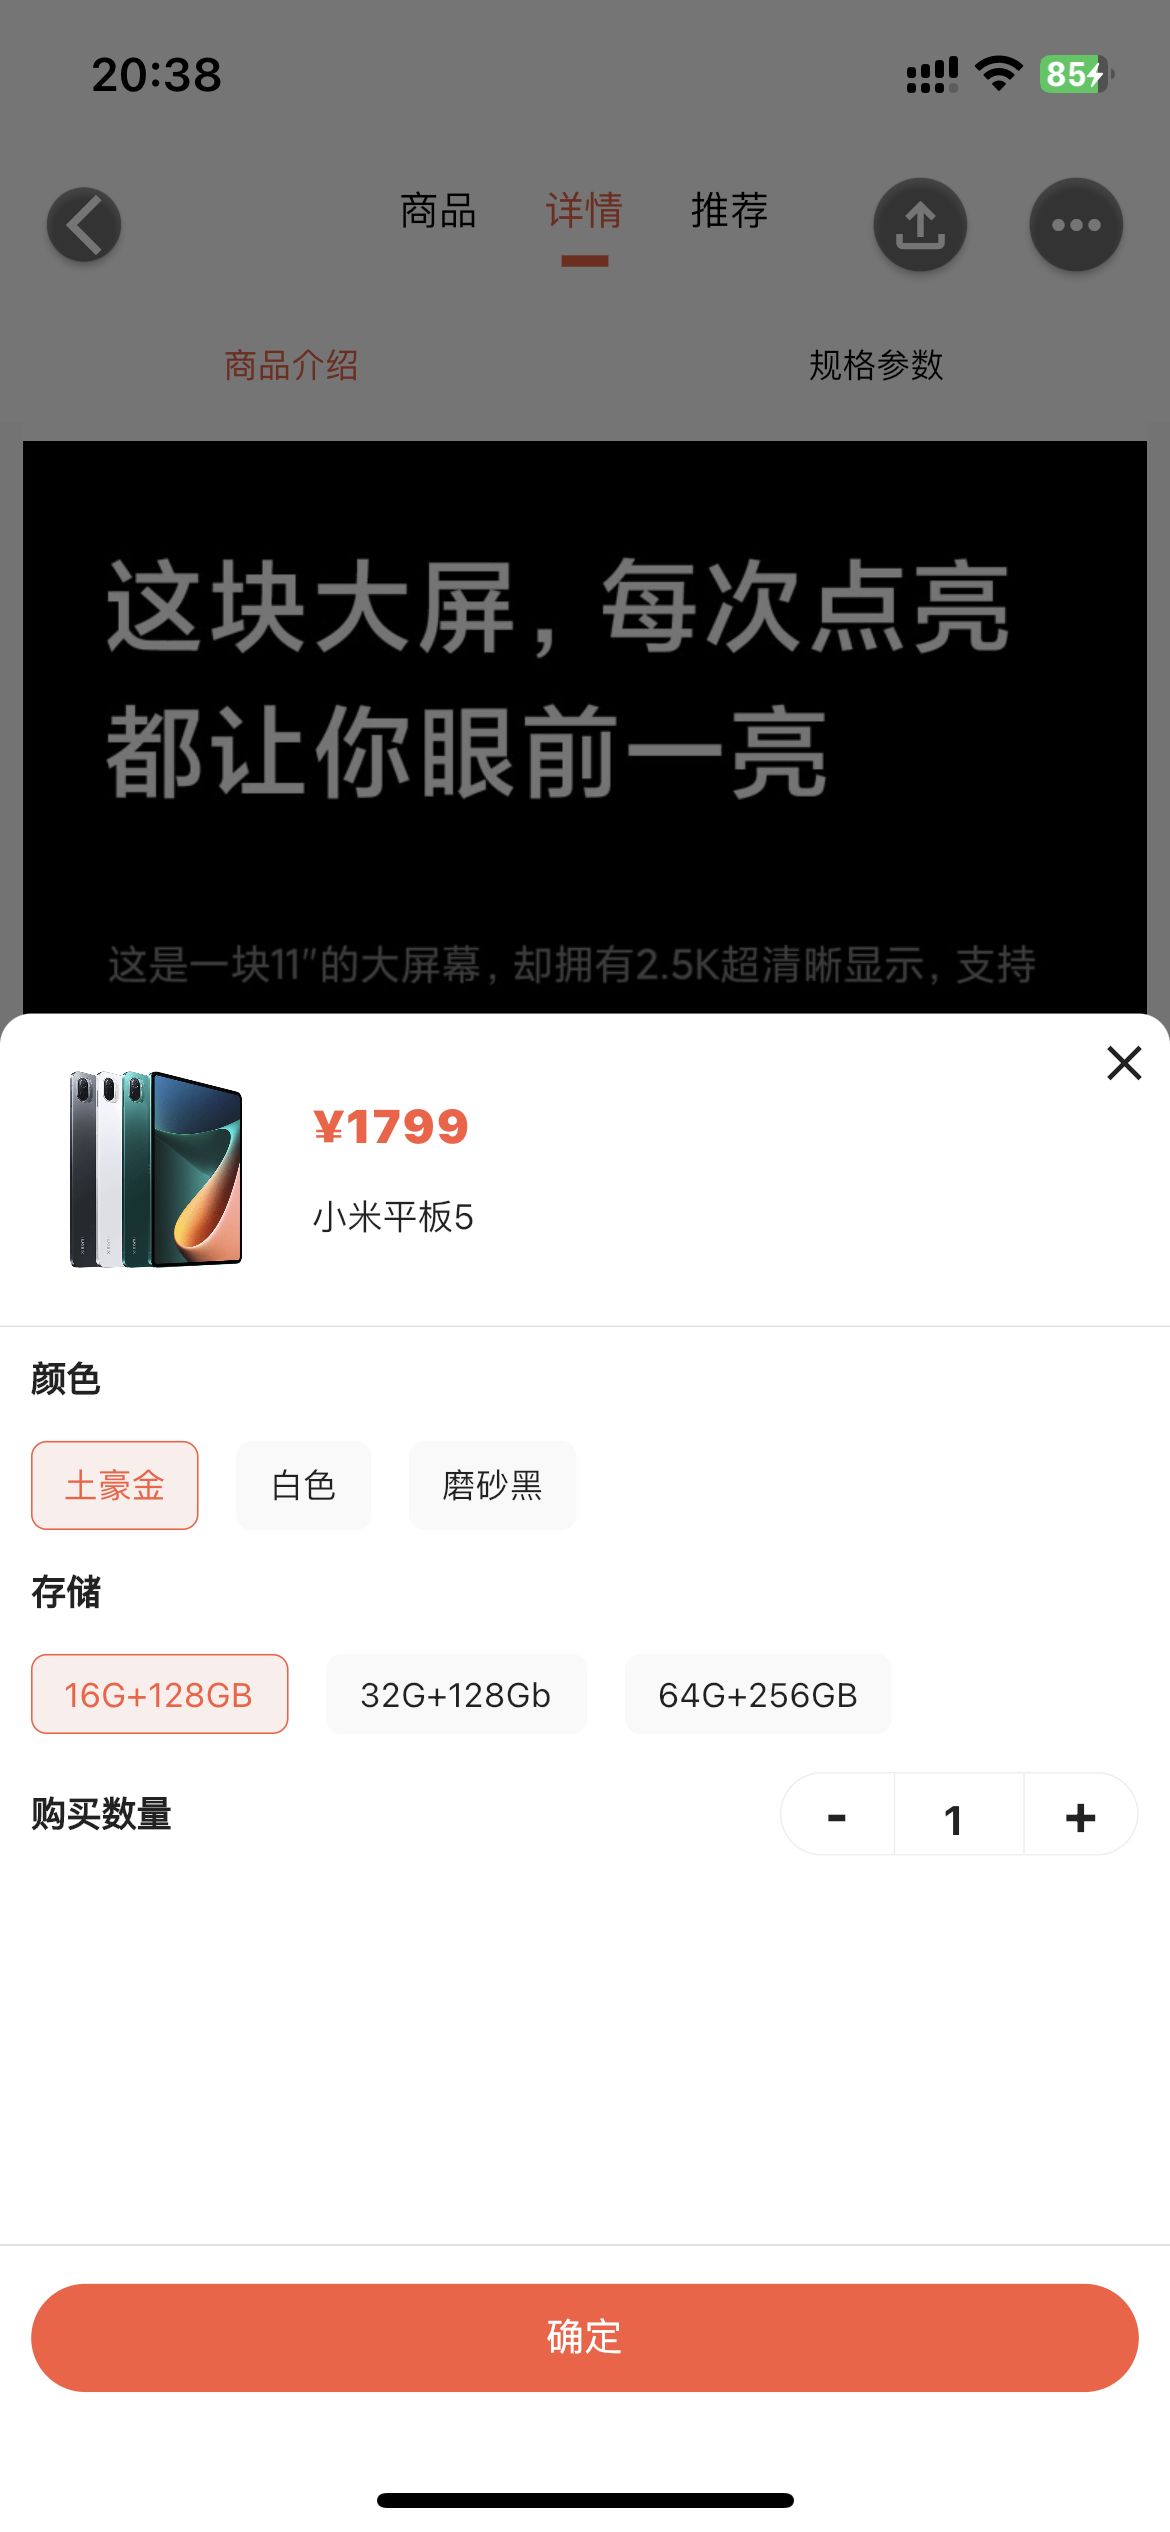 20:38
85
商品 详情 推荐
商品介绍 规格参数
这块大屏，每次点亮
都让你眼前一亮
这是一块11"的大屏幕，却拥有2.5K超清晰显示，支持
¥1799
小米平板5
颜色
土豪金 白色 磨砂黑
存储
16G+128GB 32G+128Gb 64G+256GB
购买数量 - 1 +
确定